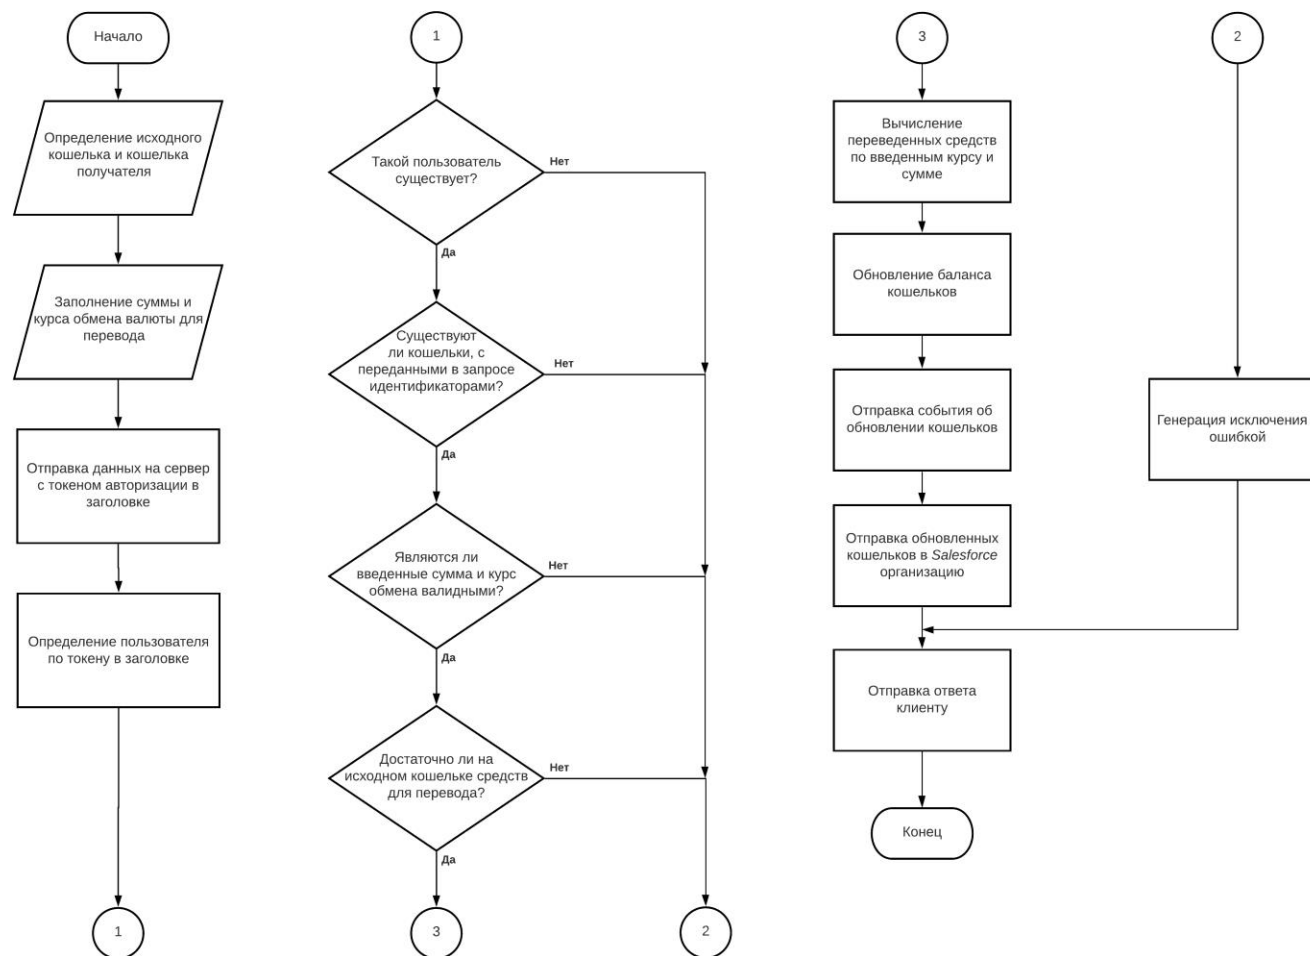 Начало
Определение исходного
кошелька и кошелька
получателя
Заполнение суммы и
курса обмена валюты для
перевода
Отправка данных на сервер
с токеном авторизации в
заголовке
Определение пользователя
по токену в заголовке
1
1
Такой пользователь
существует?
Нет
Да
Существуют
ли кошельки, с
переданными в запросе
идентификаторами?
Нет
Да
Являются ли
введенные сумма и курс
обмена валидными?
Нет
Да
Достаточно ли на
исходном кошельке средств
для перевода?
Нет
Да
3
2
3
Вычисление
переведенных средств
по введенным курсу и
сумме
Обновление баланса
кошельков
Отправка события об
обновлении кошельков
Отправка обновленных
кошельков в Salesforce
организацию
Отправка ответа
клиенту
Конец
2
Генерация исключения
ошибкой